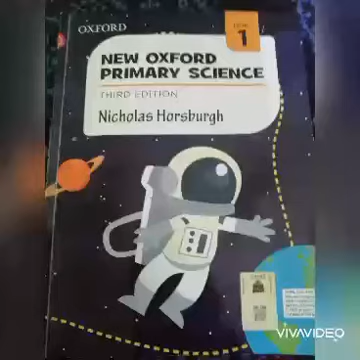 OXFORD
1
NEW OXFORD
PRIMARY SCIENCE
THIRD EDITION
Nicholas Horsburgh
VIVAVIDEO